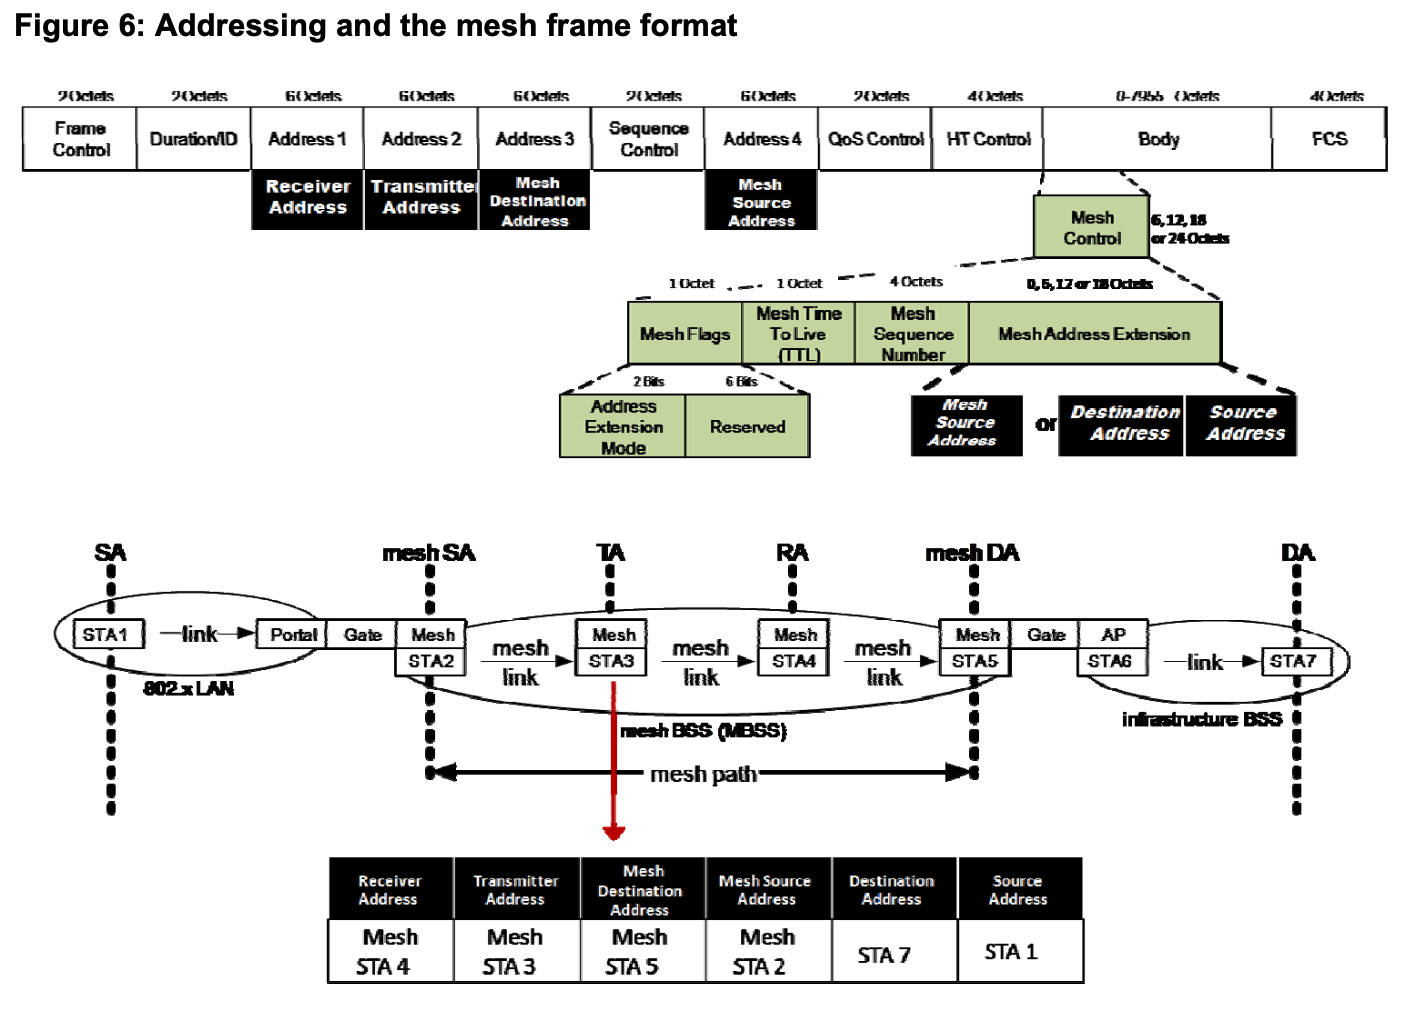 Figure 6: Addressing and the mesh frame format
2 Octets 2 Octets 6 Octets 6 Octets 6 Octets 2 Octets 6 Octets 2 Octets 4 Octets 0-7955 Octets 4 Octets
Frame Control Duration/ID Address 1 Address 2 Address 3 Sequence Control Address 4 QoS Control HT Control Body FCS
Receiver Address Transmitte Address Mesh Destination Address Mesh Source Address
Mesh Control
6, 12, 18
or 24 Octets
1 Octet 1 Octet 4 Octets 0, 6, 12 or 18 Octets
Mesh Flags Mesh Time To Live (TTL) Mesh Sequence Number Mesh Address Extension
2 Bits 6 Bits
Address Extension Mode Reserved
Mesh Source Address or Destination Address Source Address
SA mesh SA TA RA mesh DA DA
STA1 link Portal Gate Mesh STA2 mesh link Mesh STA3 mesh link Mesh STA4 mesh link Mesh STA5 Gate AP STA6 link STA7
802.x LAN
infrastructure BSS
mesh BSS (MBSS)
mesh path
Receiver Address Transmitter Address Mesh Destination Address Mesh Source Address Destination Address Source Address
Mesh STA 4 Mesh STA 3 Mesh STA 5 Mesh STA 2 STA 7 STA 1